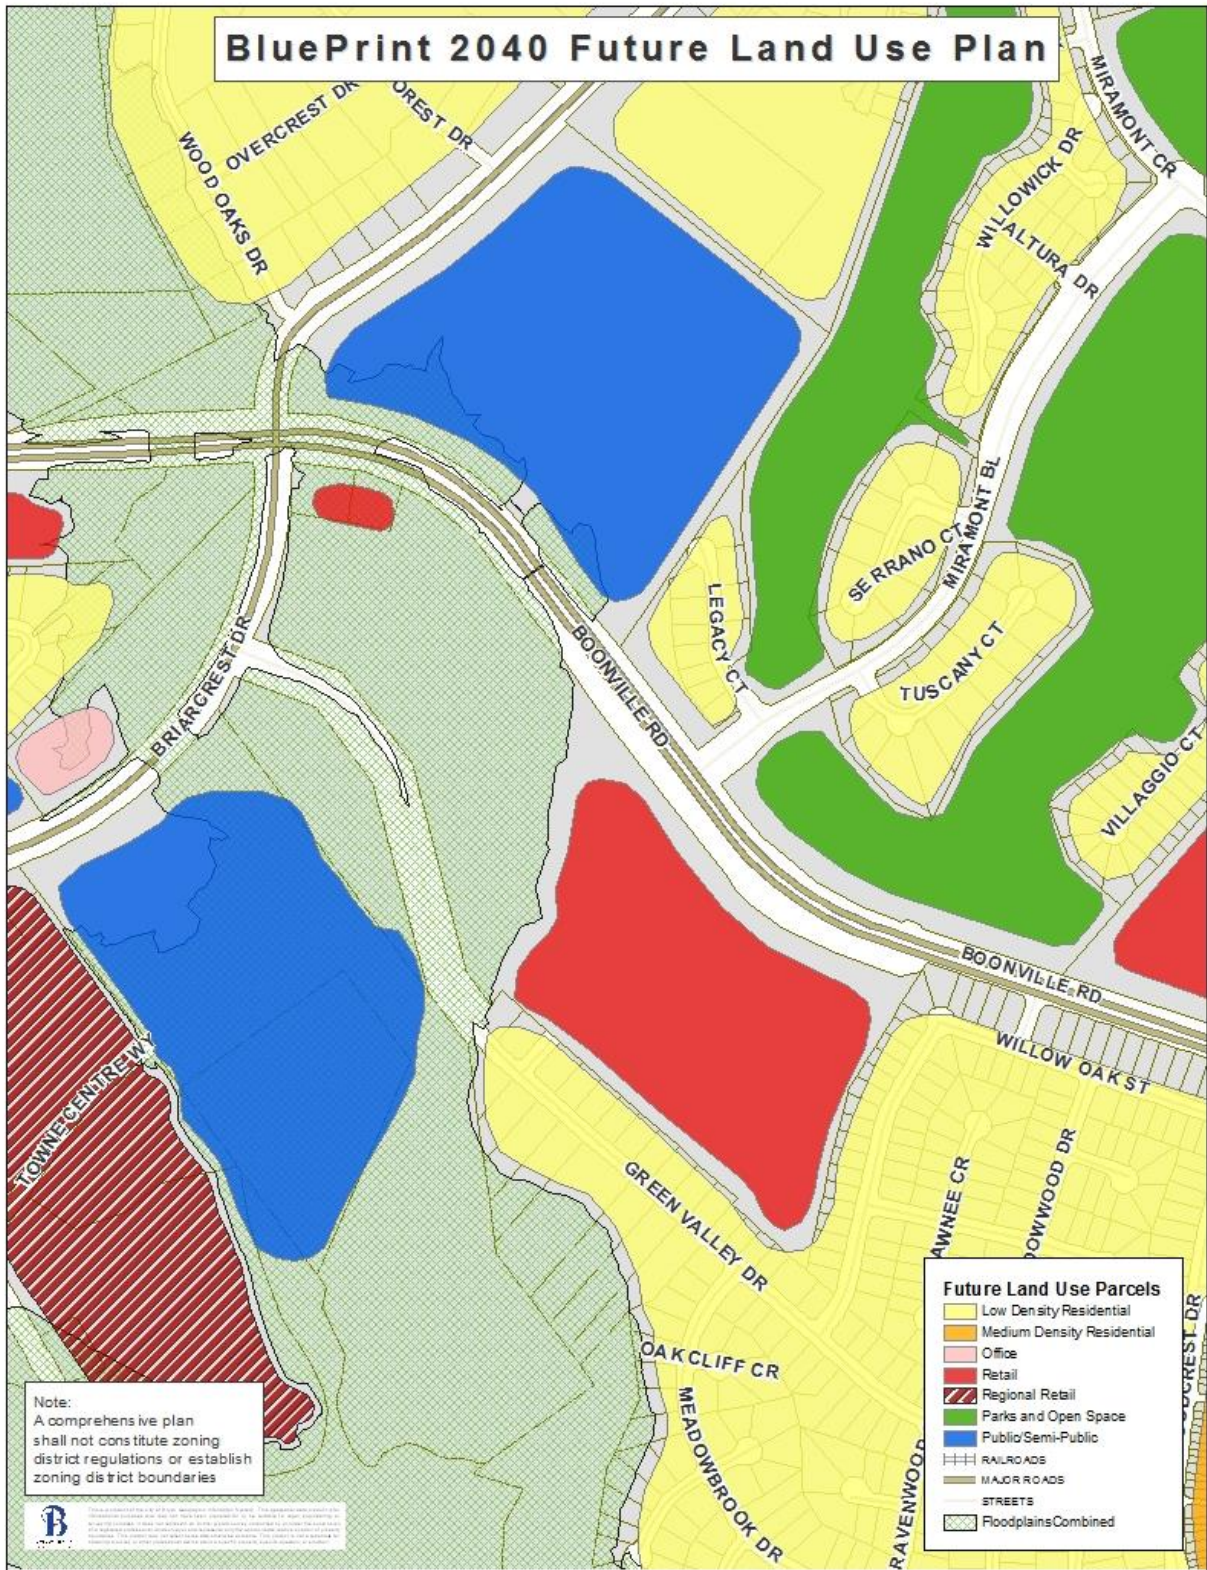 BluePrint 2040 Future Land Use Plan
OVERCREST DR
OREST DR
WOOD OAKS DR
MIRAMONT CR
WILLOWICK DR
ALTURA DR
MIRAMONT BL
SERRANO CT
LEGACY CT
TUSCANY CT
BOONVILLE RD
BRIARCREST DR
VILLAGGIO CT
BOONVILLE RD
WILLOW OAK ST
TOWNE CENTRE WY
GREEN VALLEY DR
AWNEE CR
DOWWOOD DR
OAKCLIFF CR
MEADOWBROOK DR
RAVENWOOD
ODCREST DR
Future Land Use Parcels
Low Density Residential
Medium Density Residential
Office
Retail
Regional Retail
Parks and Open Space
Public/Semi-Public
RAILROADS
MAJOR ROADS
STREETS
FloodplainsCombined
Note:
A comprehensive plan
shall not constitute zoning
district regulations or establish
zoning district boundaries
B